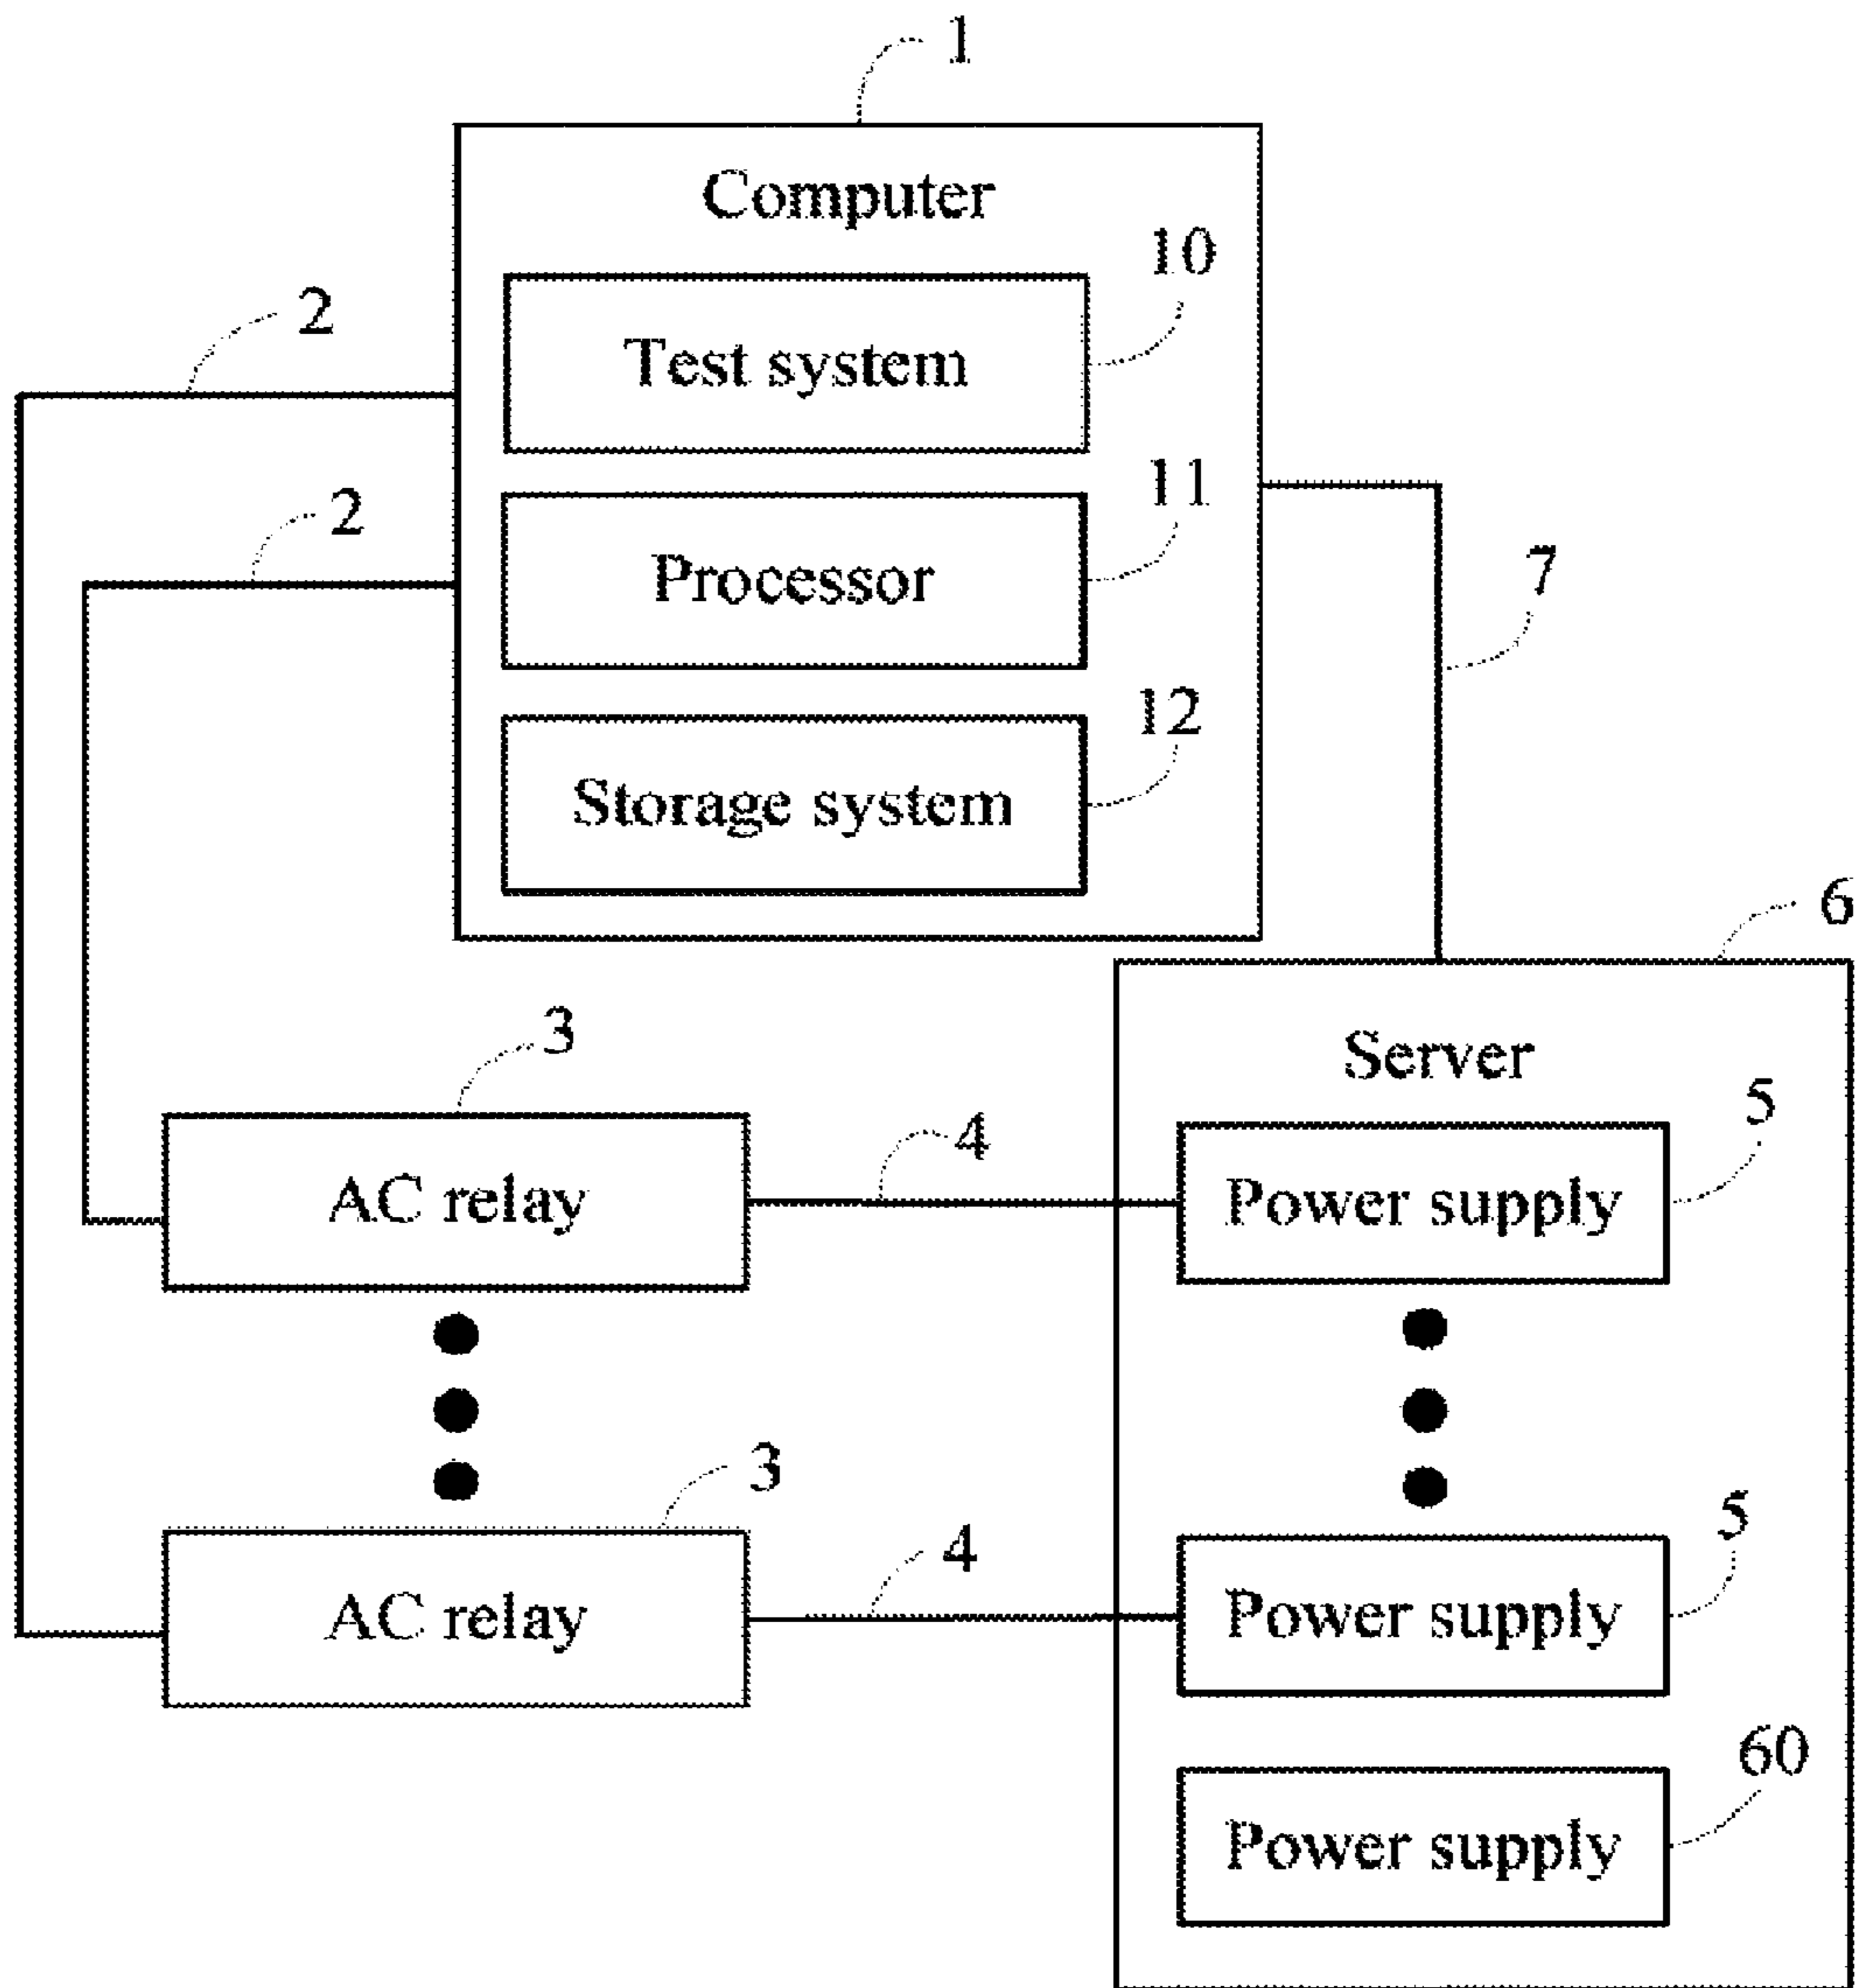 1
Computer
10
Test system
2
11
2
Processor
7
12
Storage system
6
3
Server
4
5
AC relay
Power supply
3
4
5
AC relay
Power supply
60
Power supply